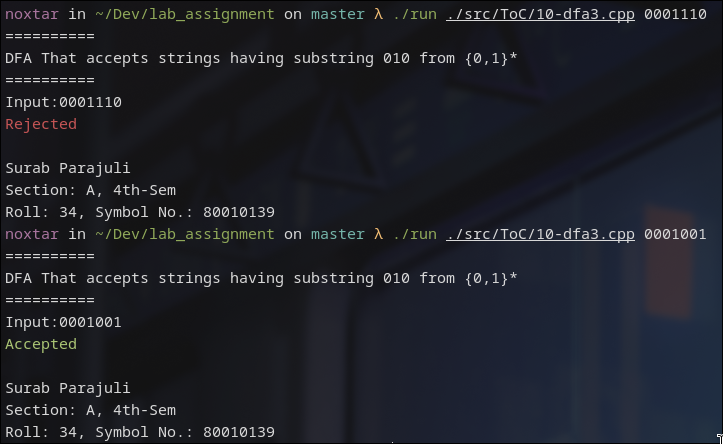 noxtar in ~/Dev/lab_assignment on master λ ./run ./src/ToC/10-dfa3.cpp 0001110
==========
DFA That accepts strings having substring 010 from {0,1}*
==========
Input:0001110
Rejected
Surab Parajuli
Section: A, 4th-Sem
Roll: 34, Symbol No.: 80010139
noxtar in ~/Dev/lab_assignment on master λ ./run ./src/ToC/10-dfa3.cpp 0001001
==========
DFA That accepts strings having substring 010 from {0,1}*
==========
Input:0001001
Accepted
Surab Parajuli
Section: A, 4th-Sem
Roll: 34, Symbol No.: 80010139